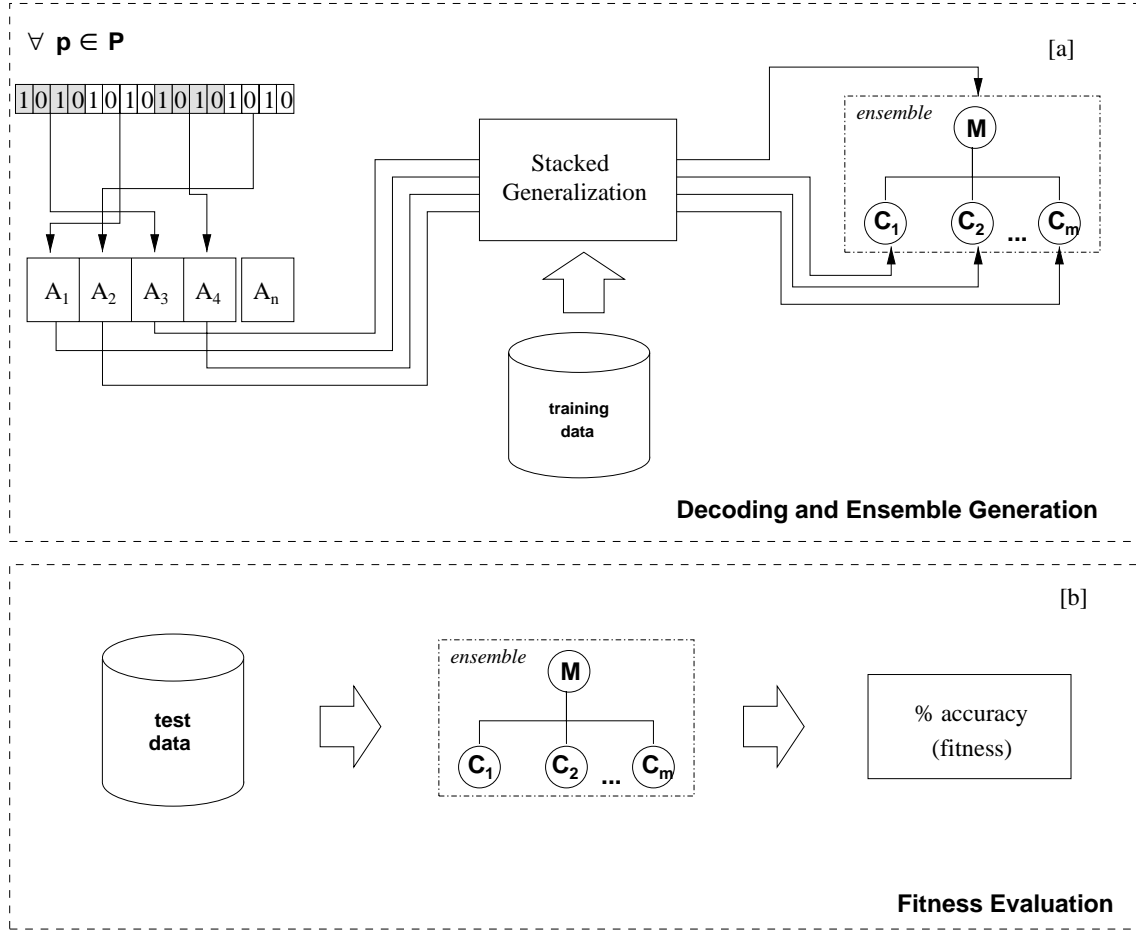 ∀ p ∈ P
[a]
1 0 1 0 1 0 1 0 1 0 1 0 1 0 1 0
ensemble
M
Stacked
Generalization
C1 C2 ... Cm
A1 A2 A3 A4 An
training
data
Decoding and Ensemble Generation
[b]
ensemble
M
test
data
% accuracy
(fitness)
C1 C2 ... Cm
Fitness Evaluation